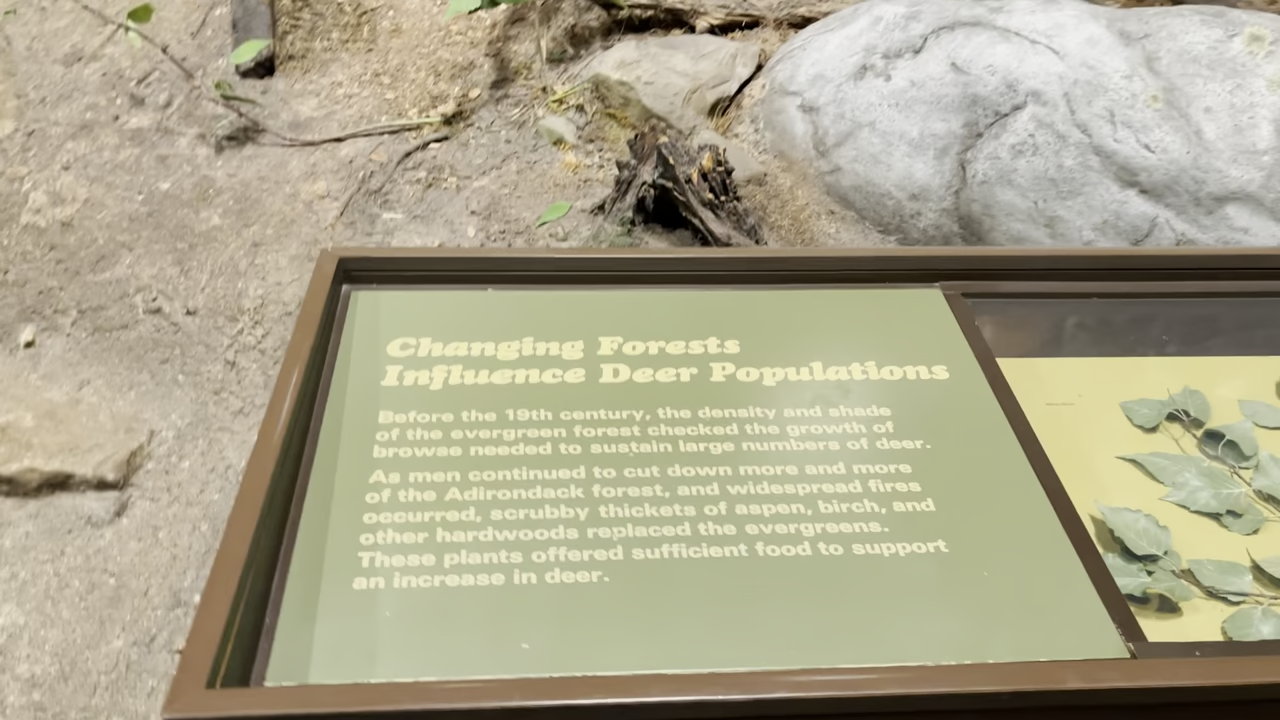 Changing Forests
Influence Deer Populations
Before the 19th century, the density and shade
of the evergreen forest checked the growth of
browse needed to sustain large numbers of deer.
As men continued to cut down more and more
of the Adirondack forest, and widespread fires
occurred, scrubby thickets of aspen, birch, and
other hardwoods replaced the evergreens.
These plants offered sufficient food to support
an increase in deer.